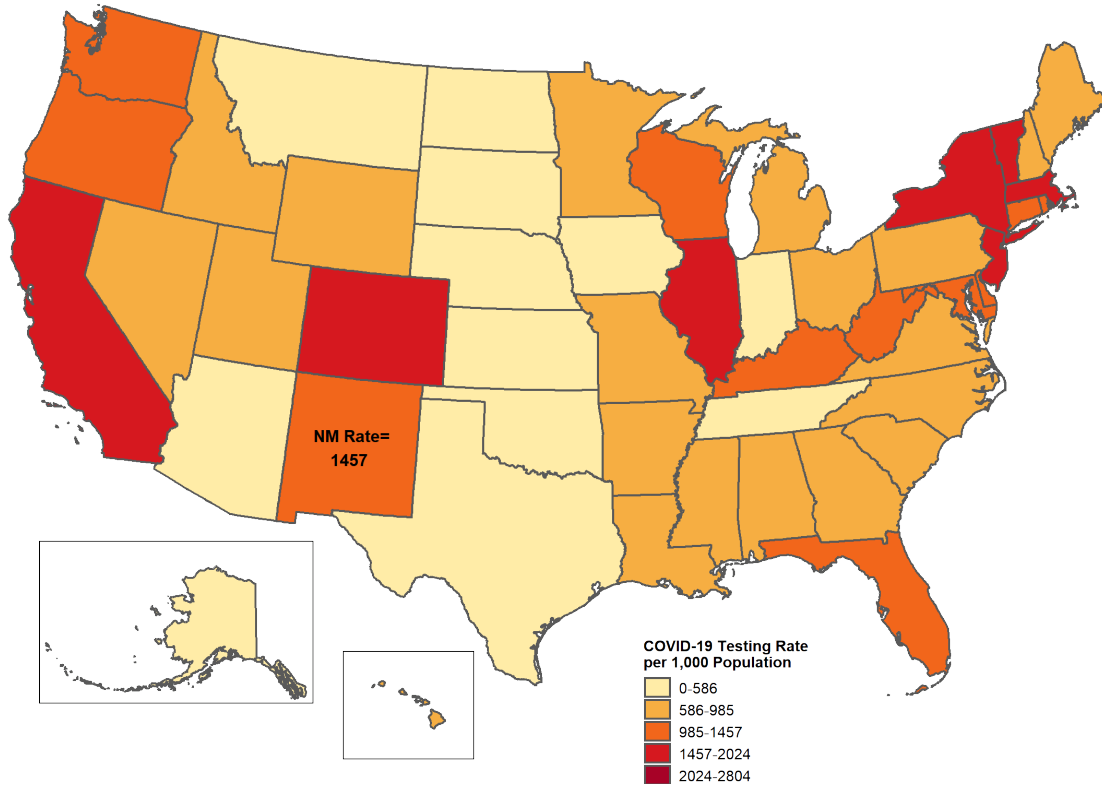 NM Rate=
1457
COVID-19 Testing Rate
per 1,000 Population
0-586
586-985
985-1457
1457-2024
2024-2804